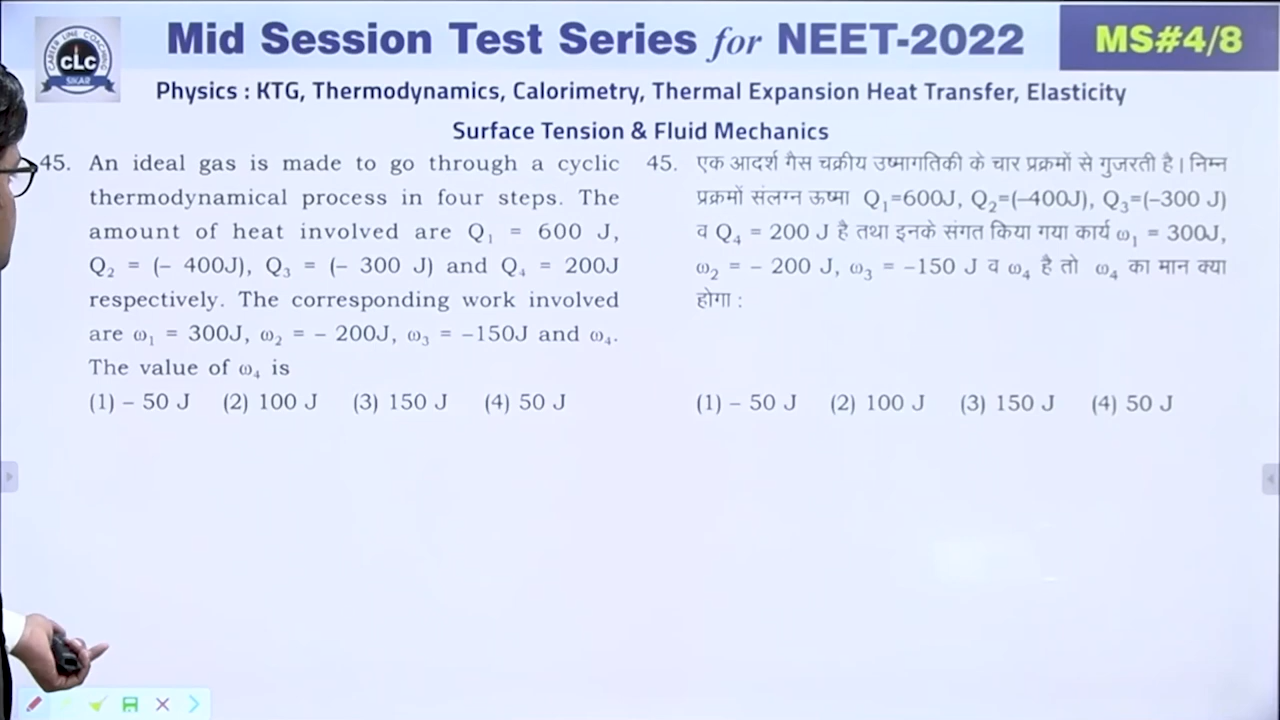 Mid Session Test Series for NEET-2022
MS#4/8
CAREER LINE COACHING
CLC
SIKAR
Physics : KTG, Thermodynamics, Calorimetry, Thermal Expansion Heat Transfer, Elasticity
Surface Tension & Fluid Mechanics
45. An ideal gas is made to go through a cyclic
thermodynamical process in four steps. The
amount of heat involved are Q₁ = 600 J,
Q₂ = (– 400J), Q₃ = (– 300 J) and Q₄ = 200J
respectively. The corresponding work involved
are ω₁ = 300J, ω₂ = – 200J, ω₃ = –150J and ω₄.
The value of ω₄ is
(1) – 50 J (2) 100 J (3) 150 J (4) 50 J
45. एक आदर्श गैस चक्रीय उष्मागतिकी के चार प्रक्रमों से गुजरती है। निम्न
प्रक्रमों संलग्न ऊष्मा Q₁=600J, Q₂=(–400J), Q₃=(–300 J)
व Q₄ = 200 J है तथा इनके संगत किया गया कार्य ω₁ = 300J,
ω₂ = – 200 J, ω₃ = –150 J व ω₄ है तो ω₄ का मान क्या
होगा :
(1) – 50 J (2) 100 J (3) 150 J (4) 50 J